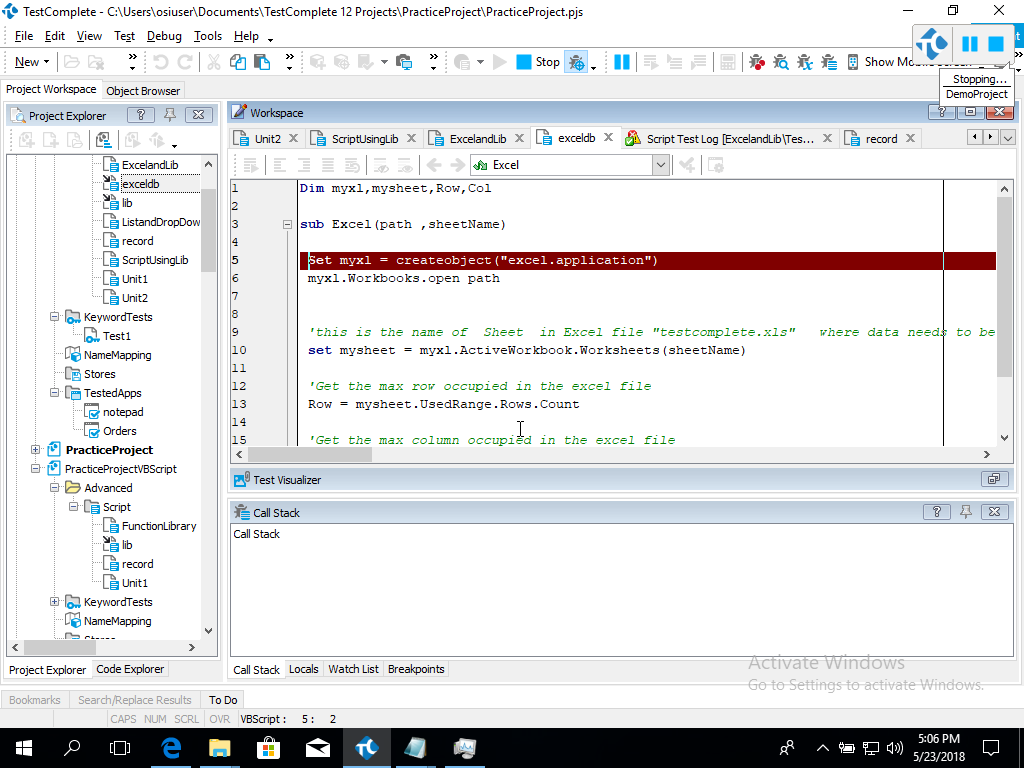 TestComplete - C:\Users\osiuser\Documents\TestComplete 12 Projects\PracticeProject\PracticeProject.pjs
File Edit View Test Debug Tools Help
New Stop Show Mo
Stopping...
DemoProject
Project Workspace Object Browser
Project Explorer
ExcelandLib
exceldb
lib
ListandDropDow
record
ScriptUsingLib
Unit1
Unit2
KeywordTests
Test1
NameMapping
Stores
TestedApps
notepad
Orders
PracticeProject
PracticeProjectVBScript
Advanced
Script
FunctionLibrary
lib
record
Unit1
KeywordTests
NameMapping
Stores
Project Explorer Code Explorer
Workspace
Unit2 ScriptUsingLib ExcelandLib exceldb Script Test Log [ExcelandLib\Tes... record
Excel
1 Dim myxl,mysheet,Row,Col
2
3 sub Excel(path ,sheetName)
4
5 Set myxl = createobject("excel.application")
6 myxl.Workbooks.open path
7
8
9 'this is the name of  Sheet  in Excel file "testcomplete.xls"   where data needs to be
10 set mysheet = myxl.ActiveWorkbook.Worksheets(sheetName)
11
12 'Get the max row occupied in the excel file
13 Row = mysheet.UsedRange.Rows.Count
14
15 'Get the max column occupied in the excel file
Test Visualizer
Call Stack
Call Stack
Call Stack Locals Watch List Breakpoints
Activate Windows
Go to Settings to activate Windows.
Bookmarks Search/Replace Results To Do
CAPS NUM SCRL OVR VBScript : 5 : 2
5:06 PM
5/23/2018